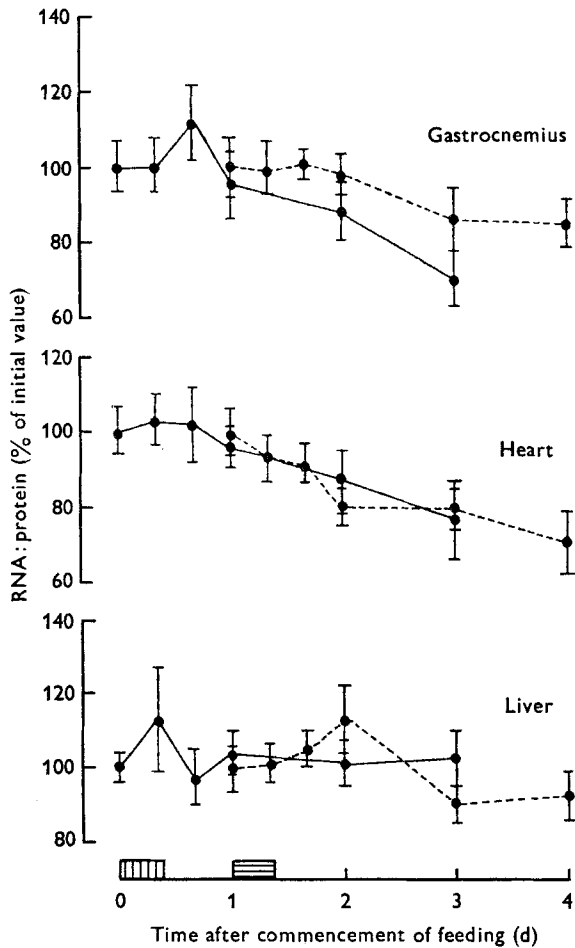 140
120
Gastrocnemius
100
80
60
RNA: protein (% of initial value)
120
100
Heart
80
60
140
120
Liver
100
80
0 1 2 3 4
Time after commencement of feeding (d)